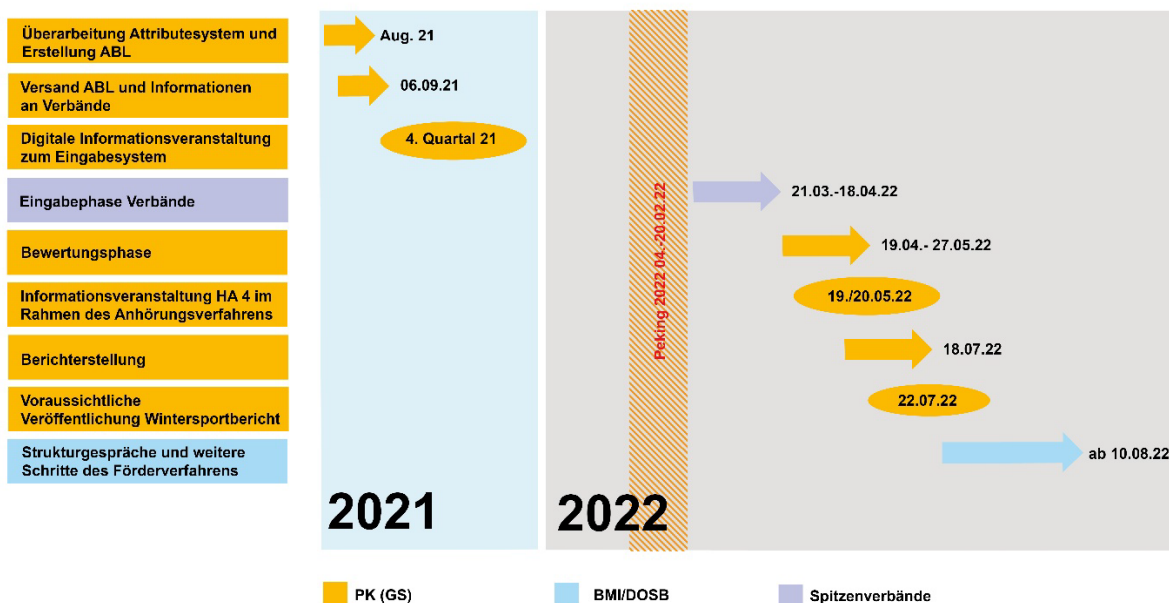 Überarbeitung Attributesystem und
Erstellung ABL
Aug. 21
Versand ABL und Informationen
an Verbände
06.09.21
Digitale Informationsveranstaltung
zum Eingabesystem
4. Quartal 21
Eingabephase Verbände
21.03.-18.04.22
Bewertungsphase
19.04.- 27.05.22
Informationsveranstaltung HA 4 im
Rahmen des Anhörungsverfahrens
19./20.05.22
Berichterstellung
18.07.22
Voraussichtliche
Veröffentlichung Wintersportbericht
22.07.22
Strukturgespräche und weitere
Schritte des Förderverfahrens
ab 10.08.22
Peking 2022 04.-20.02.22
2021
2022
PK (GS)
BMI/DOSB
Spitzenverbände